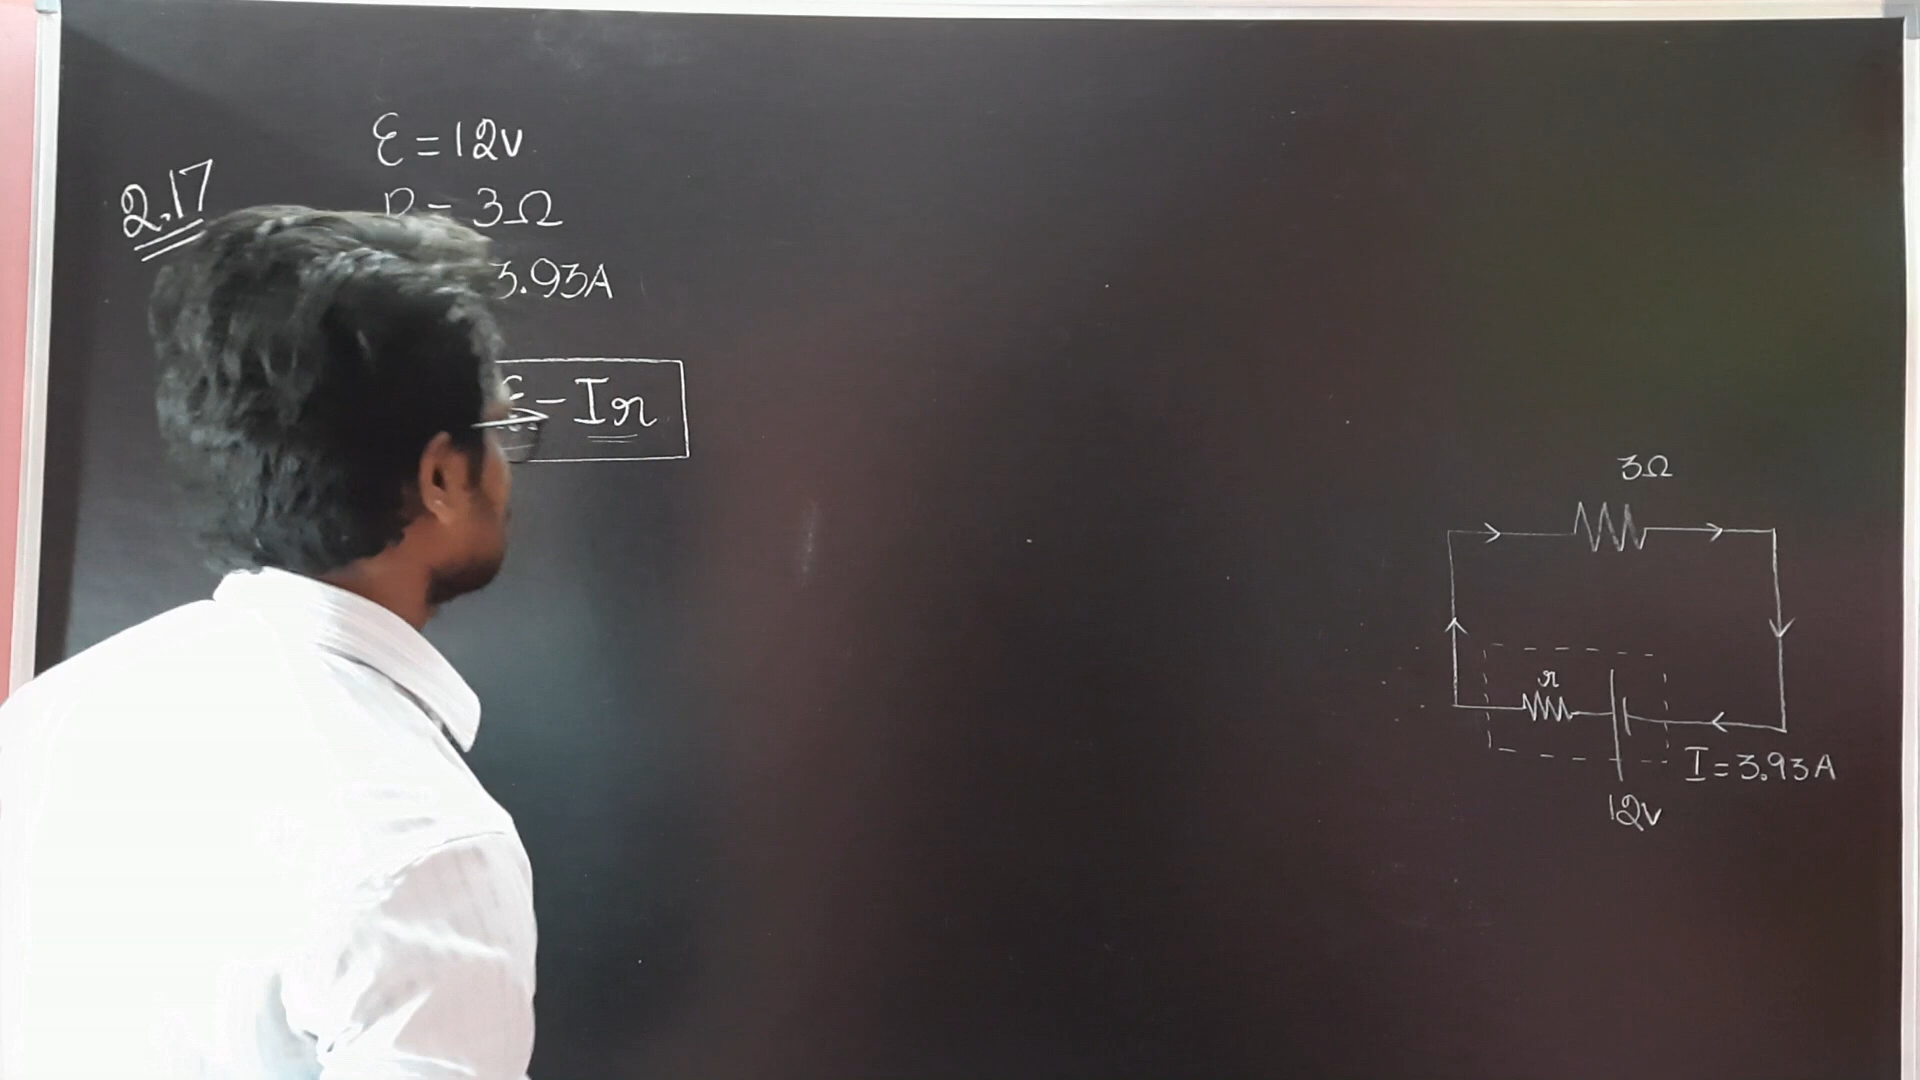 2.17
ε = 12V
R = 3Ω
3.93A
ε - Ir
3Ω
r
I = 3.93A
12V